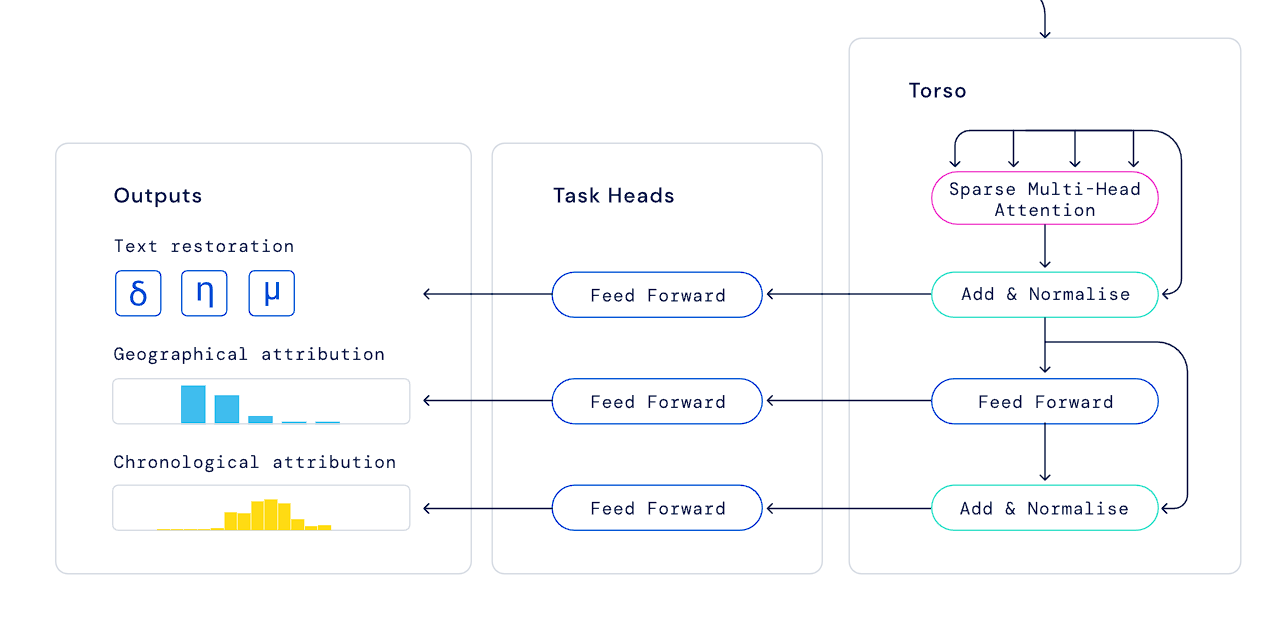 Outputs
Text restoration
δ η μ
Geographical attribution
Chronological attribution
Task Heads
Feed Forward
Feed Forward
Feed Forward
Torso
Sparse Multi-Head
Attention
Add & Normalise
Feed Forward
Add & Normalise